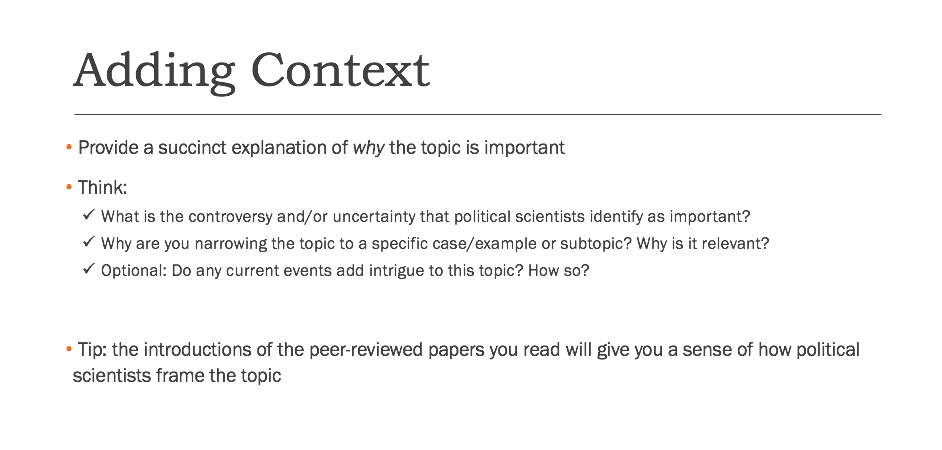 Adding Context
• Provide a succinct explanation of why the topic is important
• Think:
✓ What is the controversy and/or uncertainty that political scientists identify as important?
✓ Why are you narrowing the topic to a specific case/example or subtopic? Why is it relevant?
✓ Optional: Do any current events add intrigue to this topic? How so?
• Tip: the introductions of the peer-reviewed papers you read will give you a sense of how political
scientists frame the topic